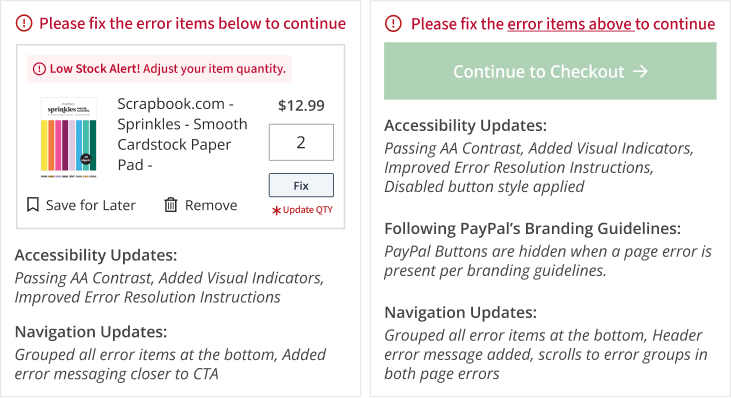 Please fix the error items below to continue
Low Stock Alert! Adjust your item quantity.
sprinkles
Scrapbook.com -
Sprinkles - Smooth
Cardstock Paper
Pad -
$12.99
2
Fix
Update QTY
Save for Later
Remove
Accessibility Updates:
Passing AA Contrast, Added Visual Indicators,
Improved Error Resolution Instructions
Navigation Updates:
Grouped all error items at the bottom, Added
error messaging closer to CTA
Please fix the error items above to continue
Continue to Checkout →
Accessibility Updates:
Passing AA Contrast, Added Visual Indicators,
Improved Error Resolution Instructions,
Disabled button style applied
Following PayPal’s Branding Guidelines:
PayPal Buttons are hidden when a page error is
present per branding guidelines.
Navigation Updates:
Grouped all error items at the bottom, Header
error message added, scrolls to error groups in
both page errors